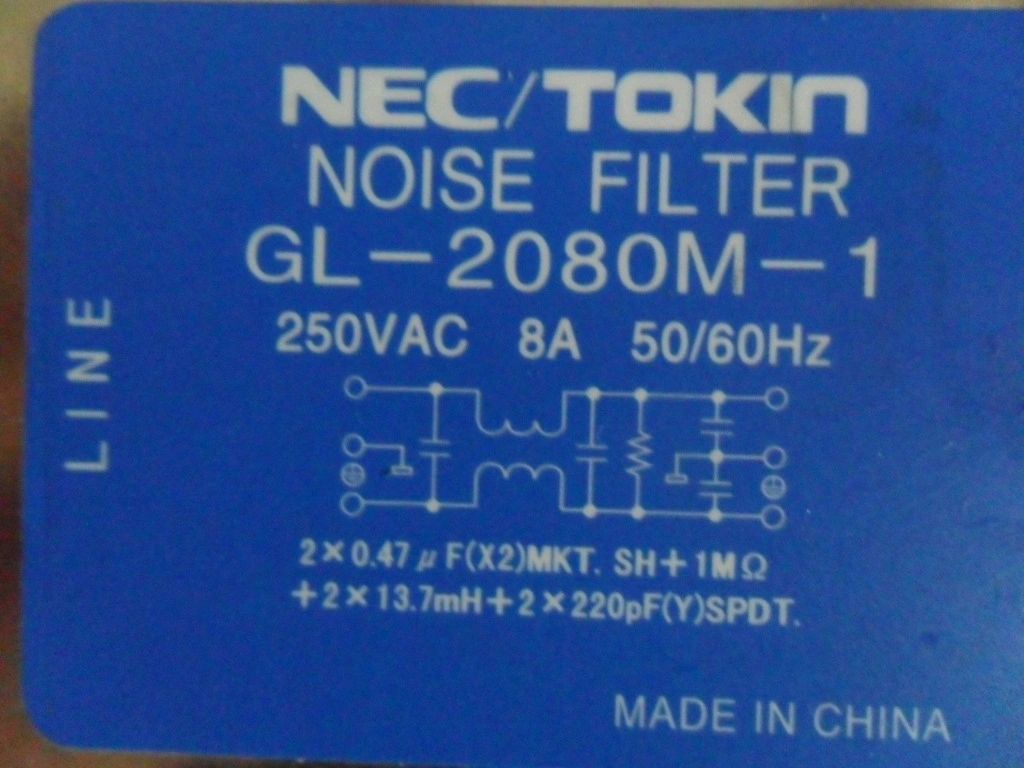 NEC/TOKIN
NOISE FILTER
GL-2080M-1
250VAC 8A 50/60Hz
LINE
2×0.47μF(X2)MKT. SH+1MΩ
+2×13.7mH+2×220pF(Y)SPDT.
MADE IN CHINA